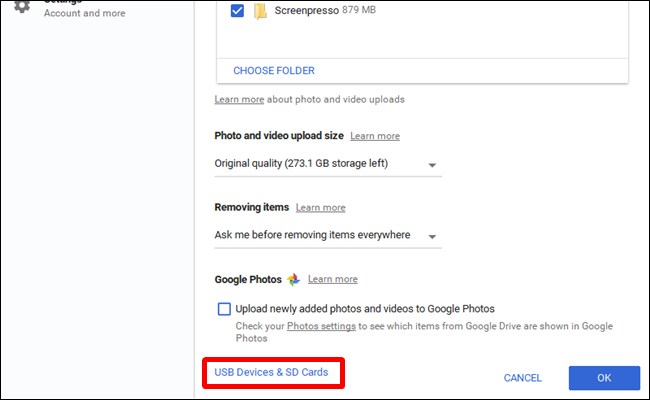 Account and more
Screenpresso 879 MB
CHOOSE FOLDER
Learn more about photo and video uploads
Photo and video upload size Learn more
Original quality (273.1 GB storage left)
Removing items Learn more
Ask me before removing items everywhere
Google Photos Learn more
Upload newly added photos and videos to Google Photos
Check your Photos settings to see which items from Google Drive are shown in Google
Photos
USB Devices & SD Cards
CANCEL
OK